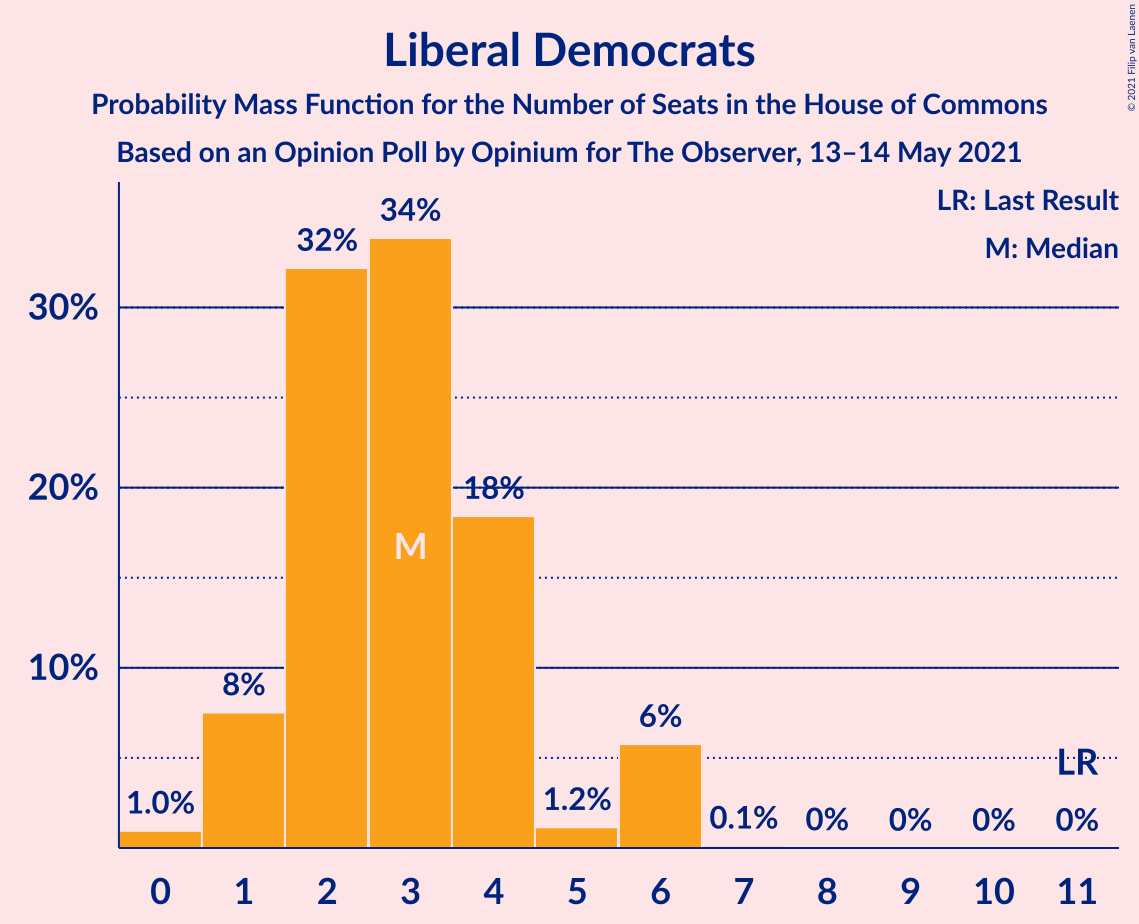 Liberal Democrats
Probability Mass Function for the Number of Seats in the House of Commons
Based on an Opinion Poll by Opinium for The Observer, 13–14 May 2021
© 2021 Filip van Laenen
LR: Last Result
M: Median
34%
32%
30%
20%
18%
M
10%
8%
6%
LR
1.0%
1.2%
0.1%
0%
0%
0%
0%
0 1 2 3 4 5 6 7 8 9 10 11